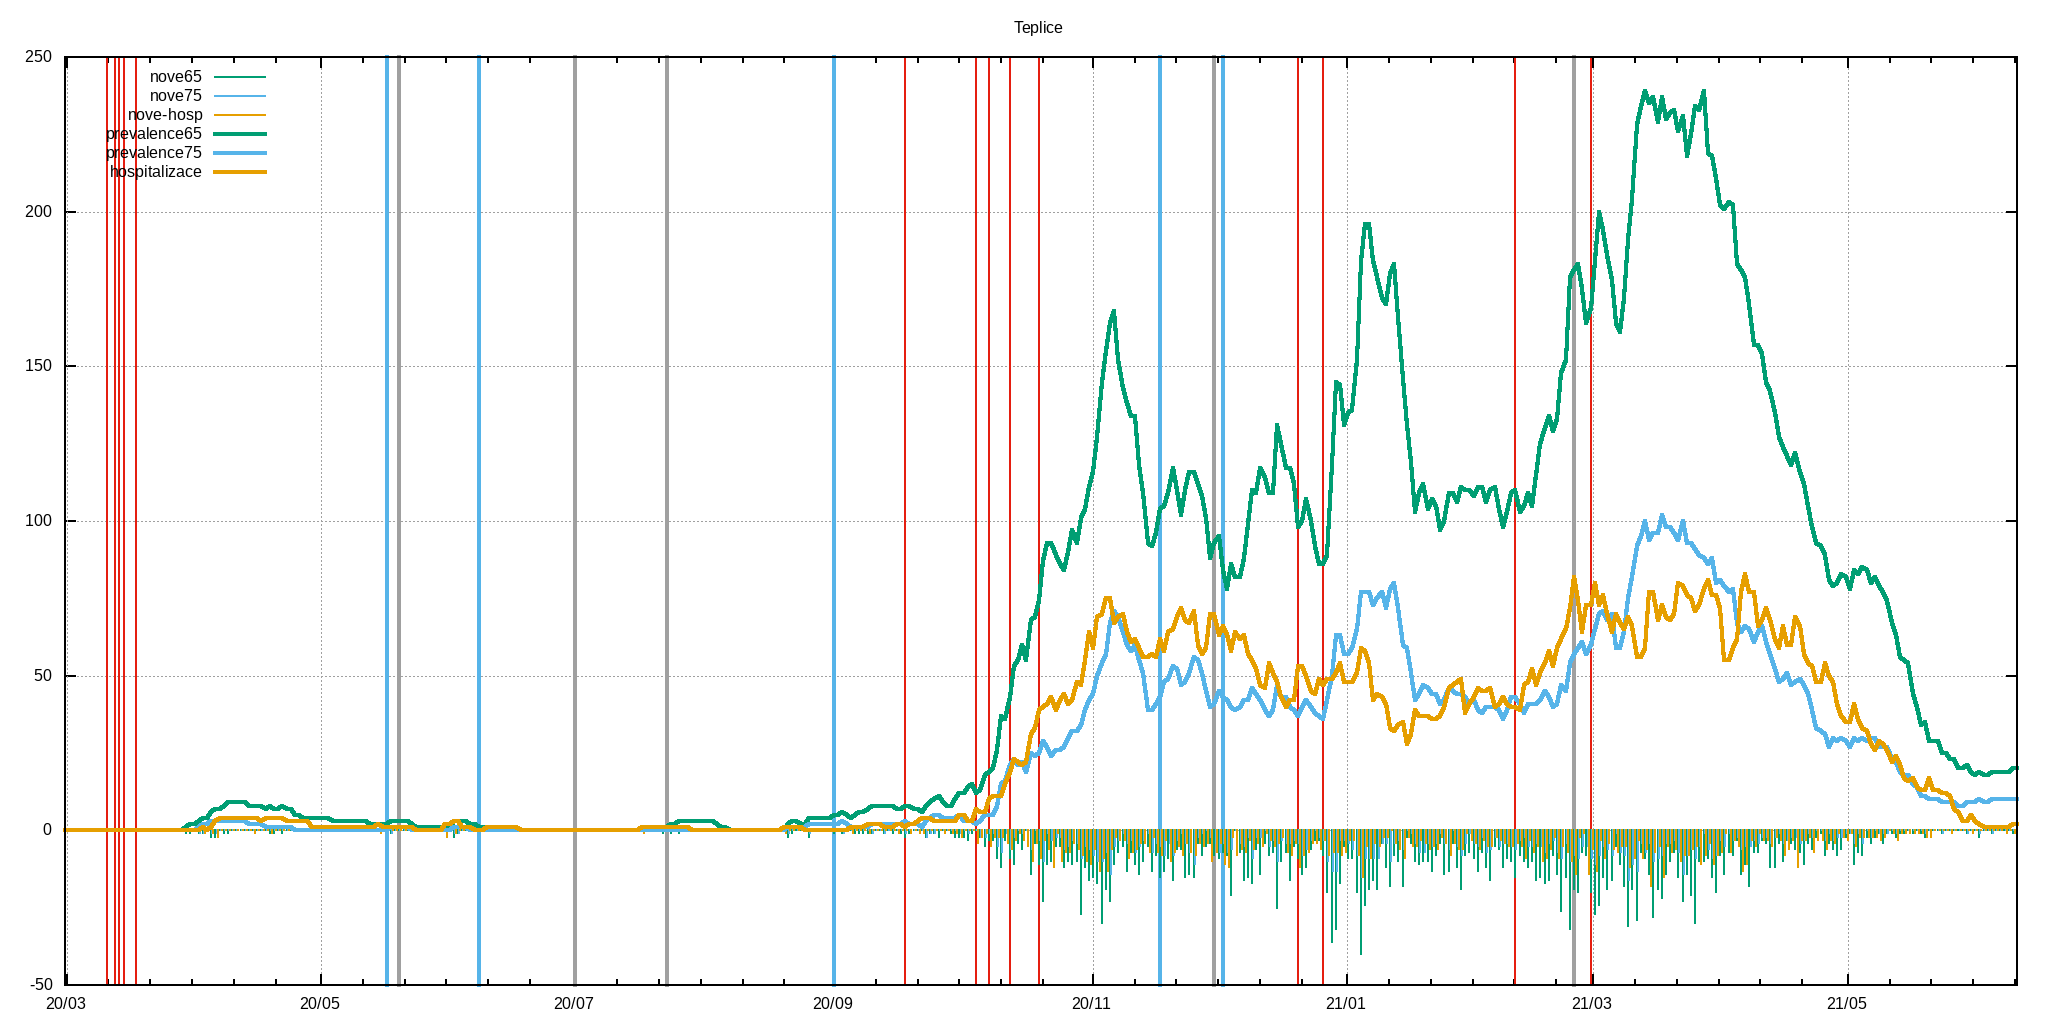 Teplice
250
nove65
nove75
nove-hosp
prevalence65
prevalence75
hospitalizace
200
150
100
50
0
-50
20/03 20/05 20/07 20/09 20/11 21/01 21/03 21/05